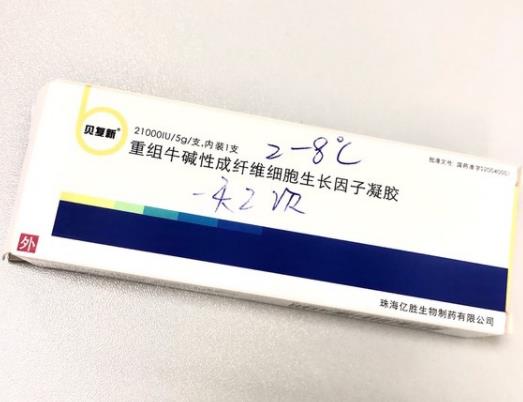 贝复新®
21000IU/5g/支,内装1支
2-8℃
重组牛碱性成纤维细胞生长因子凝胶
一天2次
外
珠海亿胜生物制药有限公司